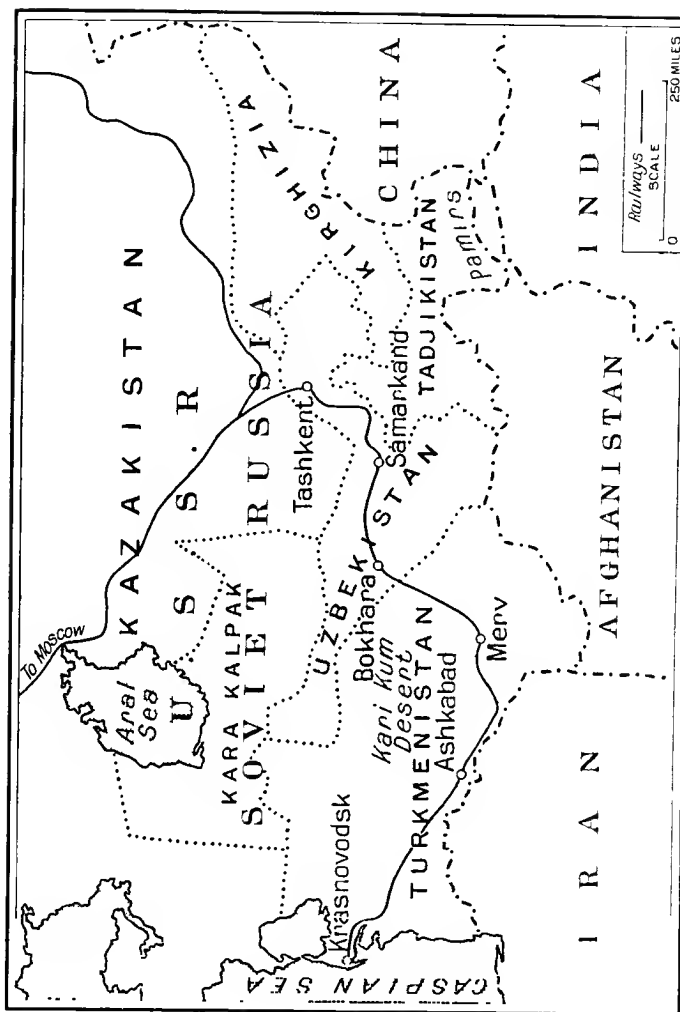 To Moscow
KAZAKISTAN
Aral
Sea
U.S.S.R
KARA KALPAK
SOVIET RUSSIA
KIRGHIZIA
CHINA
Tashkent
UZBEKISTAN
Krasnovodsk
Bokhara
Samarkand
TADJIKISTAN
pamirs
Kari Kum
Desert
TURKMENISTAN
Ashkabad
Merv
CASPIAN SEA
IRAN
AFGHANISTAN
INDIA
Railways
SCALE
0 250 MILES